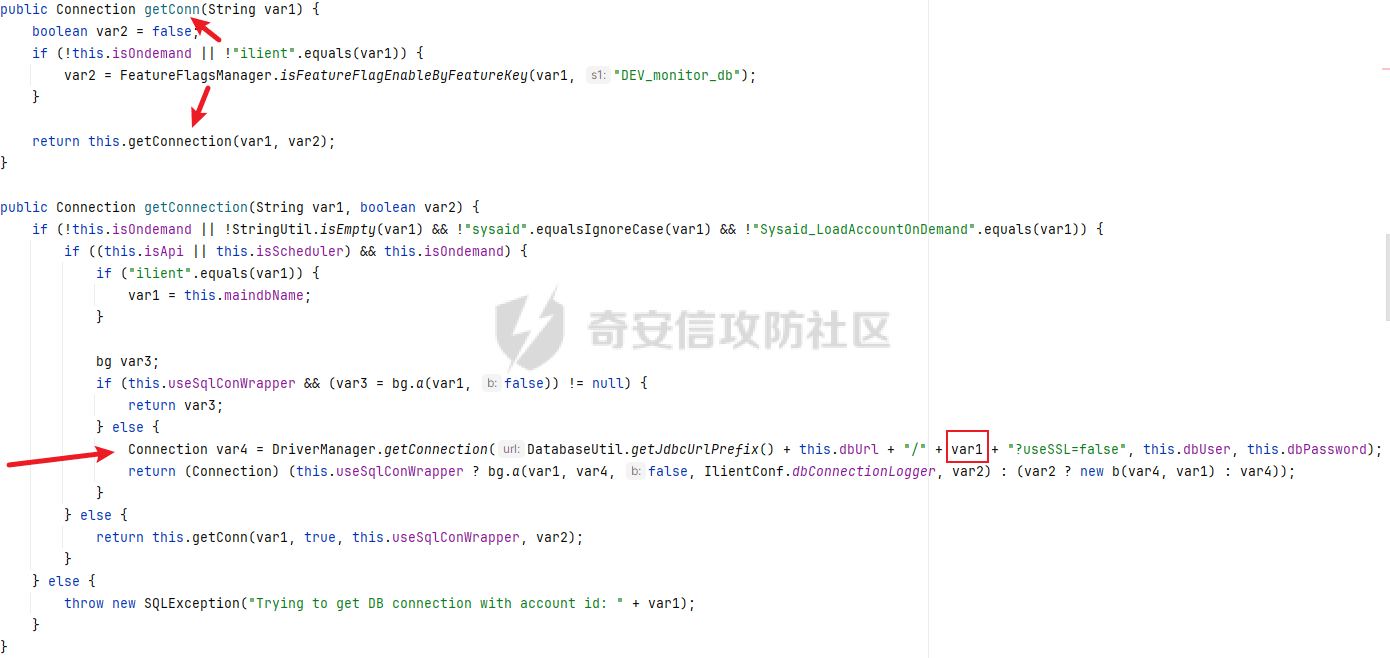 public Connection getConn(String var1) {
boolean var2 = false;
if (!this.isOndemand || !"ilient".equals(var1)) {
var2 = FeatureFlagsManager.isFeatureFlagEnableByFeatureKey(var1, s1: "DEV_monitor_db");
}
return this.getConnection(var1, var2);
}
public Connection getConnection(String var1, boolean var2) {
if (!this.isOndemand || !StringUtil.isEmpty(var1) && !"sysaid".equalsIgnoreCase(var1) && !"Sysaid_LoadAccountOnDemand".equals(var1)) {
if ((this.isApi || this.isScheduler) && this.isOndemand) {
if ("ilient".equals(var1)) {
var1 = this.maindbName;
}
奇安信攻防社区
bg var3;
if (this.useSqlConWrapper && (var3 = bg.α(var1, b: false)) != null) {
return var3;
} else {
Connection var4 = DriverManager.getConnection( url: DatabaseUtil.getJdbcUrlPrefix() + this.dbUrl + "/" + var1 + "?useSSL=false", this.dbUser, this.dbPassword);
return (Connection) (this.useSqlConWrapper ? bg.α(var1, var4, b: false, IlientConf.dbConnectionLogger, var2) : (var2 ? new b(var4, var1) : var4));
}
} else {
return this.getConn(var1, true, this.useSqlConWrapper, var2);
}
} else {
throw new SQLException("Trying to get DB connection with account id: " + var1);
}
}